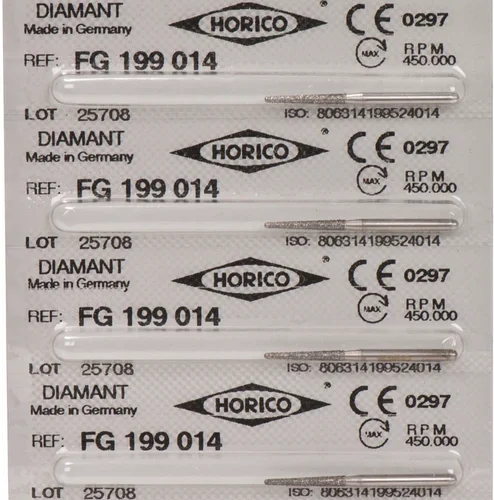 DIAMANT
Made in Germany
HORICO ®
CE 0297
REF: FG 199 014
MAX
RPM
450.000
LOT 25708
ISO: 806314199524014
DIAMANT
Made in Germany
HORICO ®
CE 0297
REF: FG 199 014
MAX
RPM
450.000
LOT 25708
ISO: 806314199524014
DIAMANT
Made in Germany
HORICO ®
CE 0297
REF: FG 199 014
MAX
RPM
450.000
LOT 25708
ISO: 806314199524014
DIAMANT
Made in Germany
HORICO ®
CE 0297
REF: FG 199 014
MAX
RPM
450.000
LOT 25708
ISO: 806314199524014